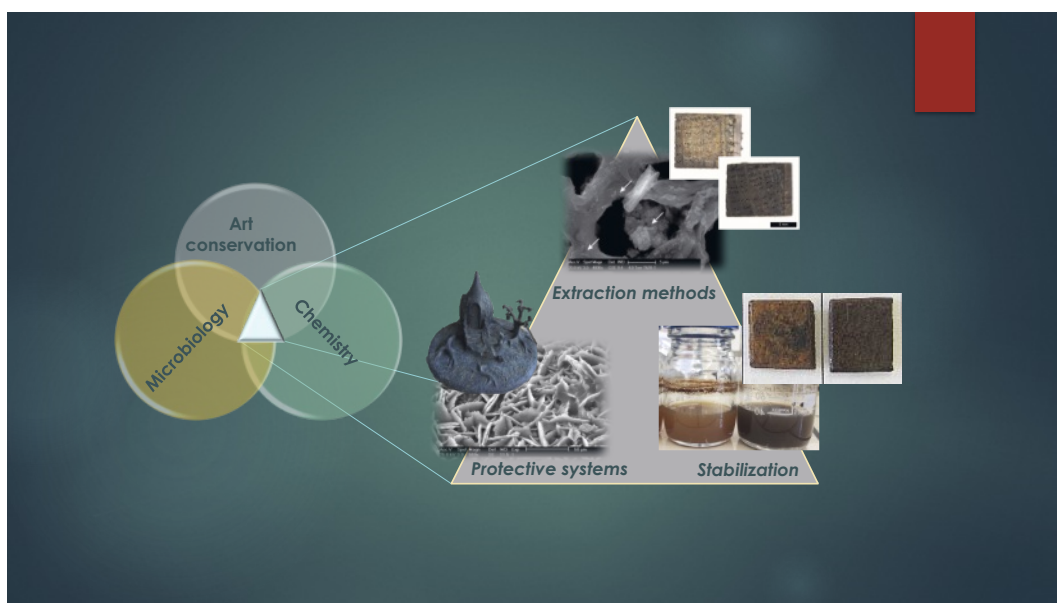 Art
conservation
Microbiology
Chemistry
Extraction methods
Protective systems
Stabilization